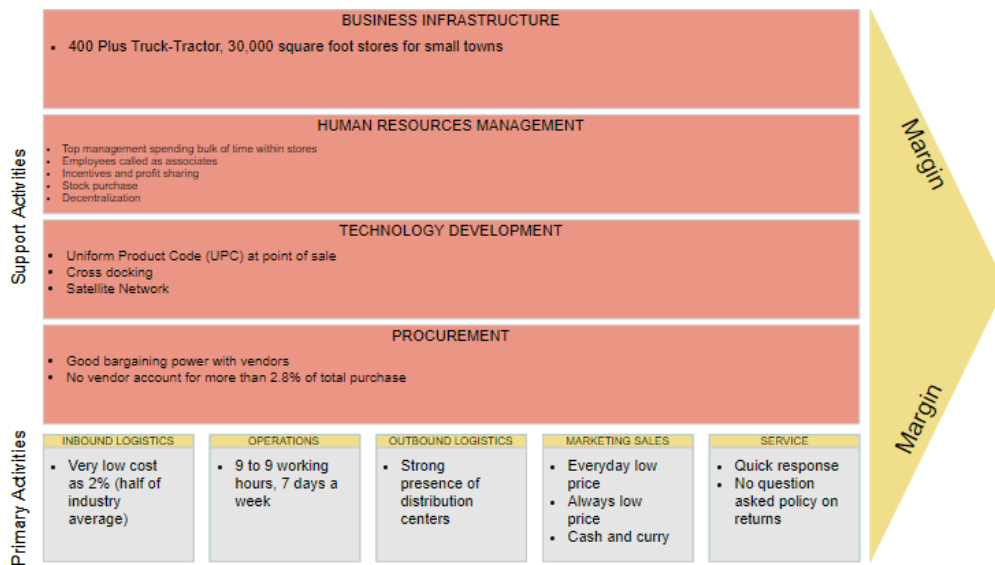 Support Activities
BUSINESS INFRASTRUCTURE
• 400 Plus Truck-Tractor, 30,000 square foot stores for small towns
HUMAN RESOURCES MANAGEMENT
• Top management spending bulk of time within stores
• Employees called as associates
• Incentives and profit sharing
• Stock purchase
• Decentralization
TECHNOLOGY DEVELOPMENT
• Uniform Product Code (UPC) at point of sale
• Cross docking
• Satellite Network
PROCUREMENT
• Good bargaining power with vendors
• No vendor account for more than 2.8% of total purchase
Primary Activities
INBOUND LOGISTICS
• Very low cost
as 2% (half of
industry
average)
OPERATIONS
• 9 to 9 working
hours, 7 days a
week
OUTBOUND LOGISTICS
• Strong
presence of
distribution
centers
MARKETING SALES
• Everyday low
price
• Always low
price
• Cash and curry
SERVICE
• Quick response
• No question
asked policy on
returns
Margin
Margin